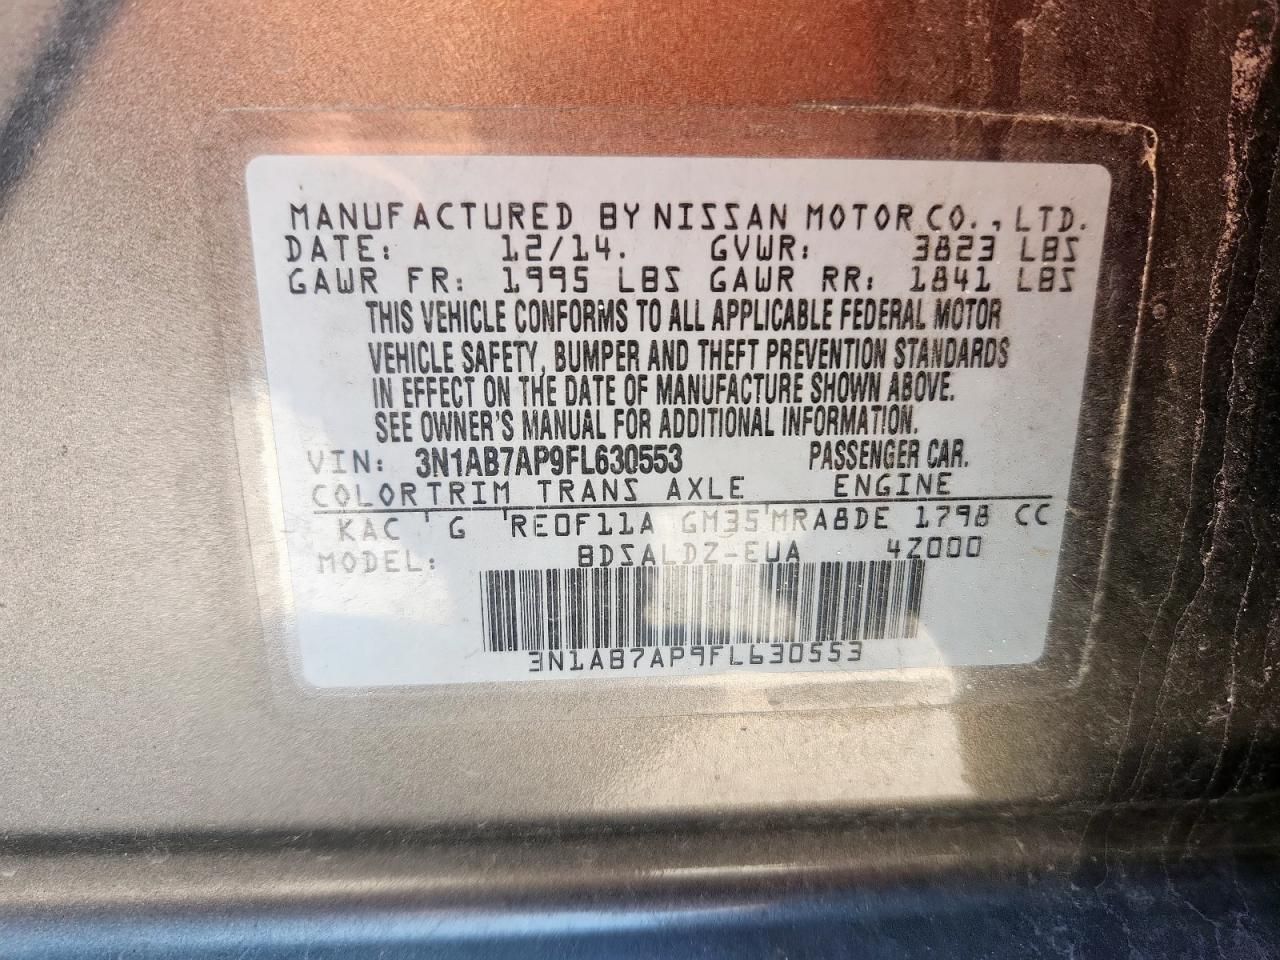 MANUFACTURED BY NISSAN MOTOR CO., LTD.
DATE: 12/14. GVWR: 3823 LBS
GAWR FR: 1995 LBS GAWR RR: 1841 LBS
THIS VEHICLE CONFORMS TO ALL APPLICABLE FEDERAL MOTOR
VEHICLE SAFETY, BUMPER AND THEFT PREVENTION STANDARDS
IN EFFECT ON THE DATE OF MANUFACTURE SHOWN ABOVE.
SEE OWNER'S MANUAL FOR ADDITIONAL INFORMATION.
VIN: 3N1AB7AP9FL630553 PASSENGER CAR.
COLOR TRIM TRANS AXLE ENGINE
KAC G RE0F11A GM35 MRA8DE 1798 CC
MODEL: BDSALDZ-EUA 4Z000
3N1AB7AP9FL630553